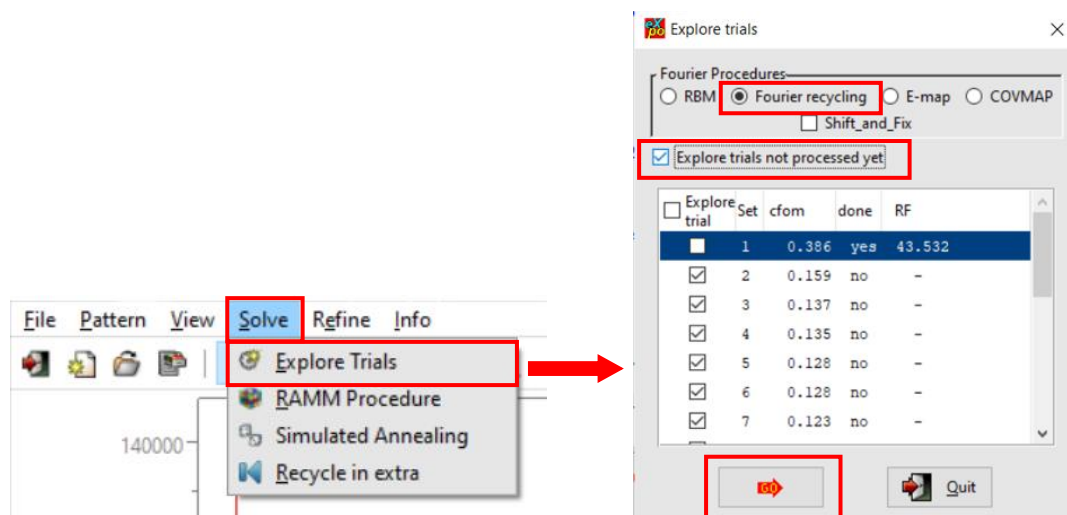 File Pattern View Solve Refine Info
Explore Trials
RAMM Procedure
Simulated Annealing
Recycle in extra
140000
Explore trials
Fourier Procedures
RBM Fourier recycling E-map COVMAP
Shift_and_Fix
Explore trials not processed yet
Explore trial Set cfom done RF
1 0.386 yes 43.532
2 0.159 no -
3 0.137 no -
4 0.135 no -
5 0.128 no -
6 0.128 no -
7 0.123 no -
GO Quit